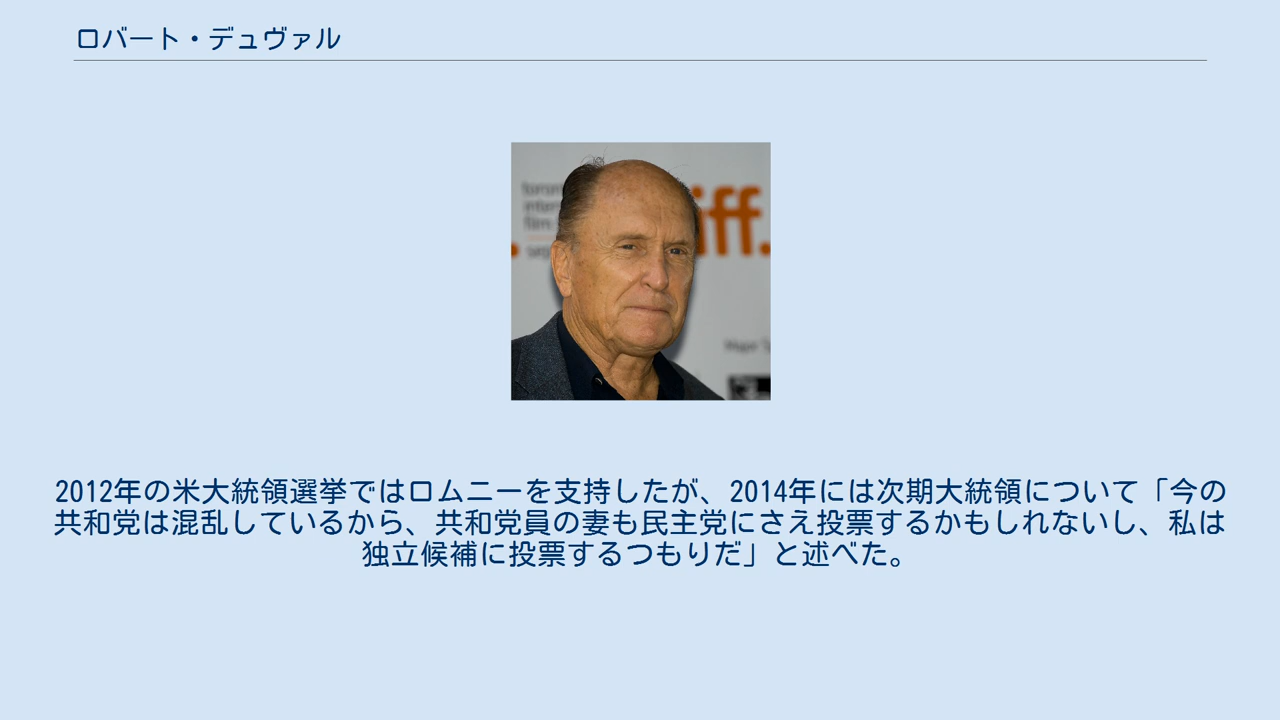 ロバート・デュヴァル
iff.
film
2012年の米大統領選挙ではロムニーを支持したが、2014年には次期大統領について「今の
共和党は混乱しているから、共和党員の妻も民主党にさえ投票するかもしれないし、私は
独立候補に投票するつもりだ」と述べた。